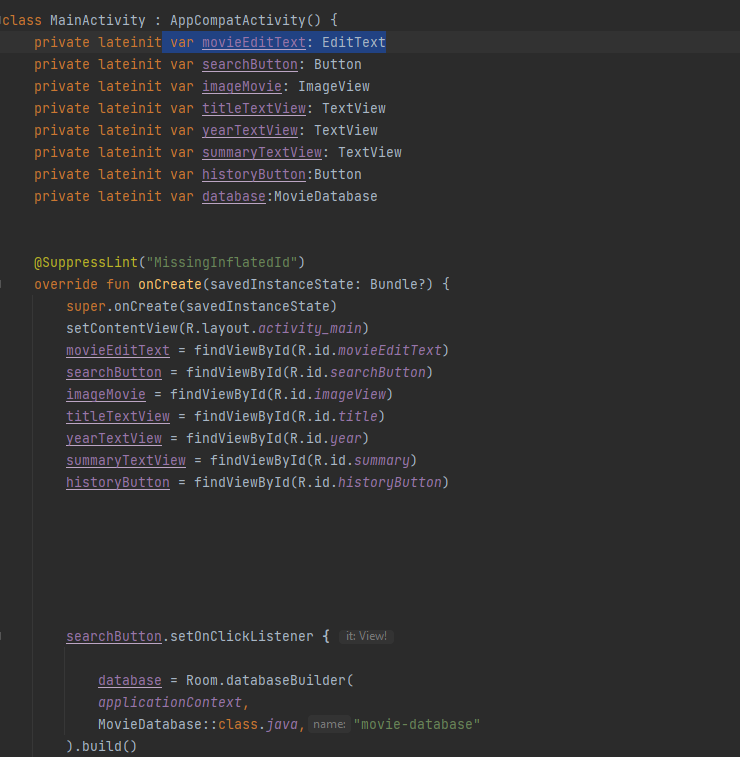 class MainActivity : AppCompatActivity() {
private lateinit var movieEditText: EditText
private lateinit var searchButton: Button
private lateinit var imageMovie: ImageView
private lateinit var titleTextView: TextView
private lateinit var yearTextView: TextView
private lateinit var summaryTextView: TextView
private lateinit var historyButton:Button
private lateinit var database:MovieDatabase
@SuppressLint("MissingInflatedId")
override fun onCreate(savedInstanceState: Bundle?) {
super.onCreate(savedInstanceState)
setContentView(R.layout.activity_main)
movieEditText = findViewById(R.id.movieEditText)
searchButton = findViewById(R.id.searchButton)
imageMovie = findViewById(R.id.imageView)
titleTextView = findViewById(R.id.title)
yearTextView = findViewById(R.id.year)
summaryTextView = findViewById(R.id.summary)
historyButton = findViewById(R.id.historyButton)
searchButton.setOnClickListener { it: View!
database = Room.databaseBuilder(
applicationContext,
MovieDatabase::class.java, name: "movie-database"
).build()